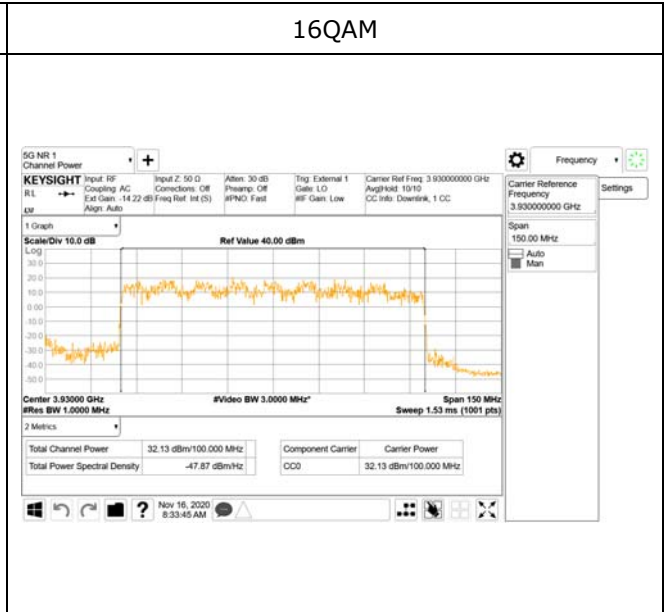 16QAM
5G NR 1
Channel Power
+
Frequency
KEYSIGHT
Input: RF
Input Z: 50 Ω
Atten: 30 dB
Trig: External 1
Carrier Ref Freq: 3.930000000 GHz
RL
Coupling: AC
Corrections: Off
Preamp: Off
Gate: LO
Avg|Hold: 10/10
Ext Gain: -14.22 dB
Freq Ref: Int (S)
#PNO: Fast
#IF Gain: Low
CC Info: Downlink, 1 CC
Align: Auto
Carrier Reference
Frequency
3.930000000 GHz
Settings
Span
150.00 MHz
Auto
Man
1 Graph
Scale/Div 10.0 dB
Ref Value 40.00 dBm
Log
30.0
20.0
10.0
0.00
-10.0
-20.0
-30.0
-40.0
-50.0
Center 3.93000 GHz
#Video BW 3.0000 MHz*
Span 150 MHz
#Res BW 1.0000 MHz
Sweep 1.53 ms (1001 pts)
2 Metrics
Total Channel Power
32.13 dBm/100.000 MHz
Total Power Spectral Density
-47.87 dBm/Hz
Component Carrier
Carrier Power
CC0
32.13 dBm/100.000 MHz
?
Nov 16, 2020
8:33:45 AM